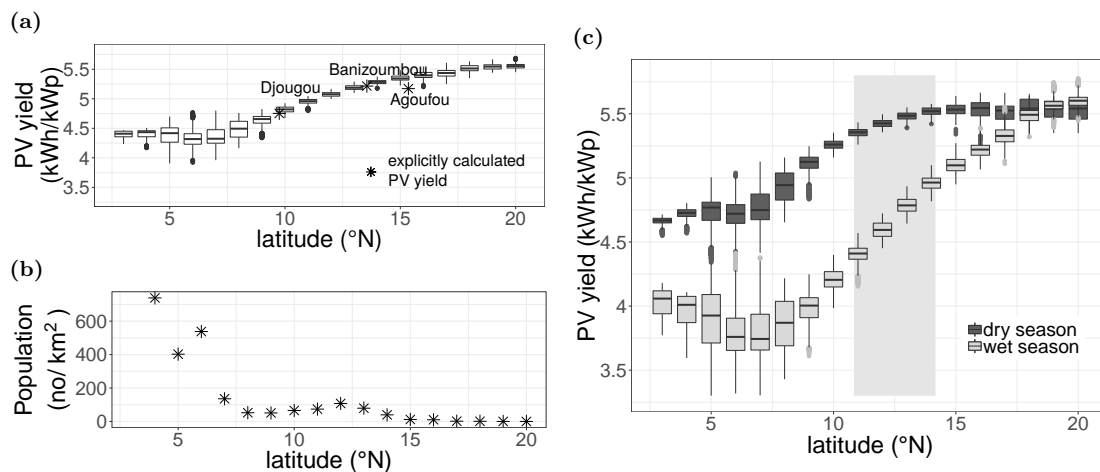 (a)
PV yield
(kWh/kWp)
5.5
5
4.5
4
3.5
Djougou
Banizoumbou
Agoufou
explicitly calculated
PV yield
5
10
15
20
latitude (°N)
(b)
Population
(no/ km²)
600
400
200
0
5
10
15
20
latitude (°N)
(c)
PV yield (kWh/kWp)
5.5
5
4.5
4
3.5
dry season
wet season
5
10
15
20
latitude (°N)